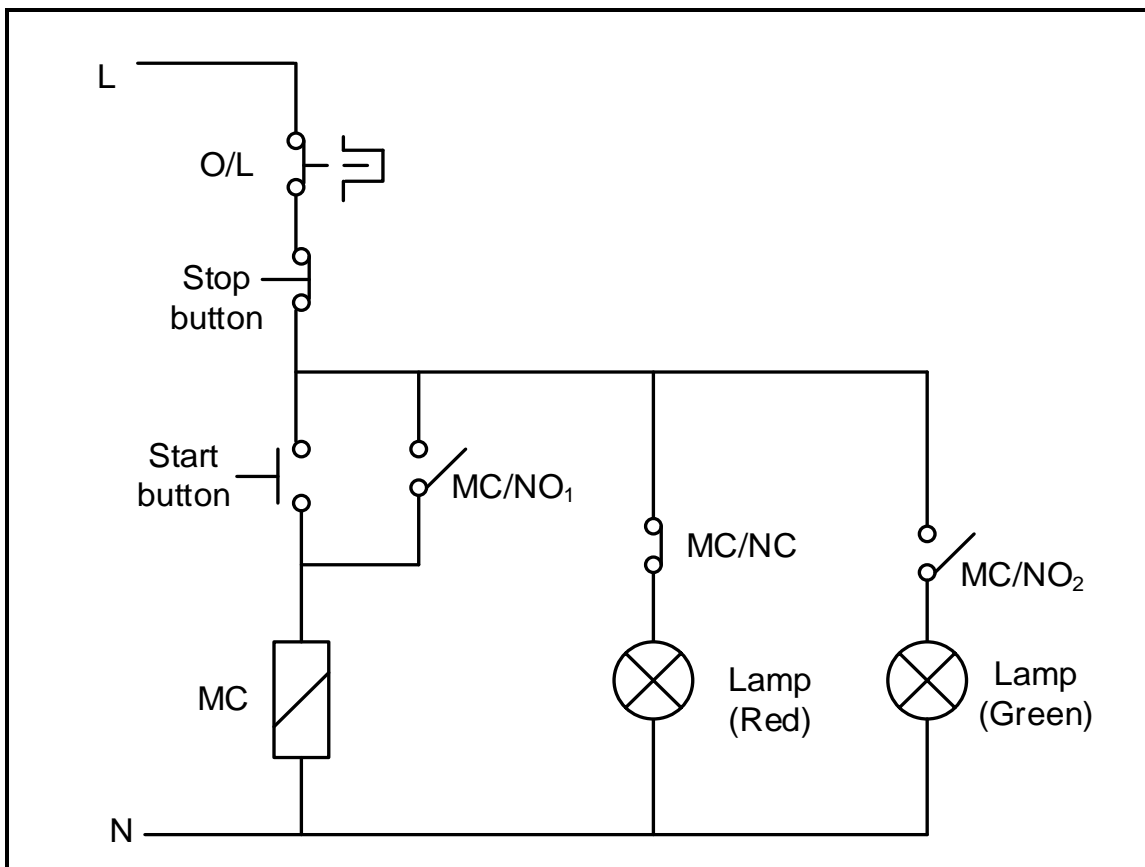 L
O/L
Stop
button
Start
button
MC/NO₁
MC/NC
MC/NO₂
MC
Lamp
(Red)
Lamp
(Green)
N